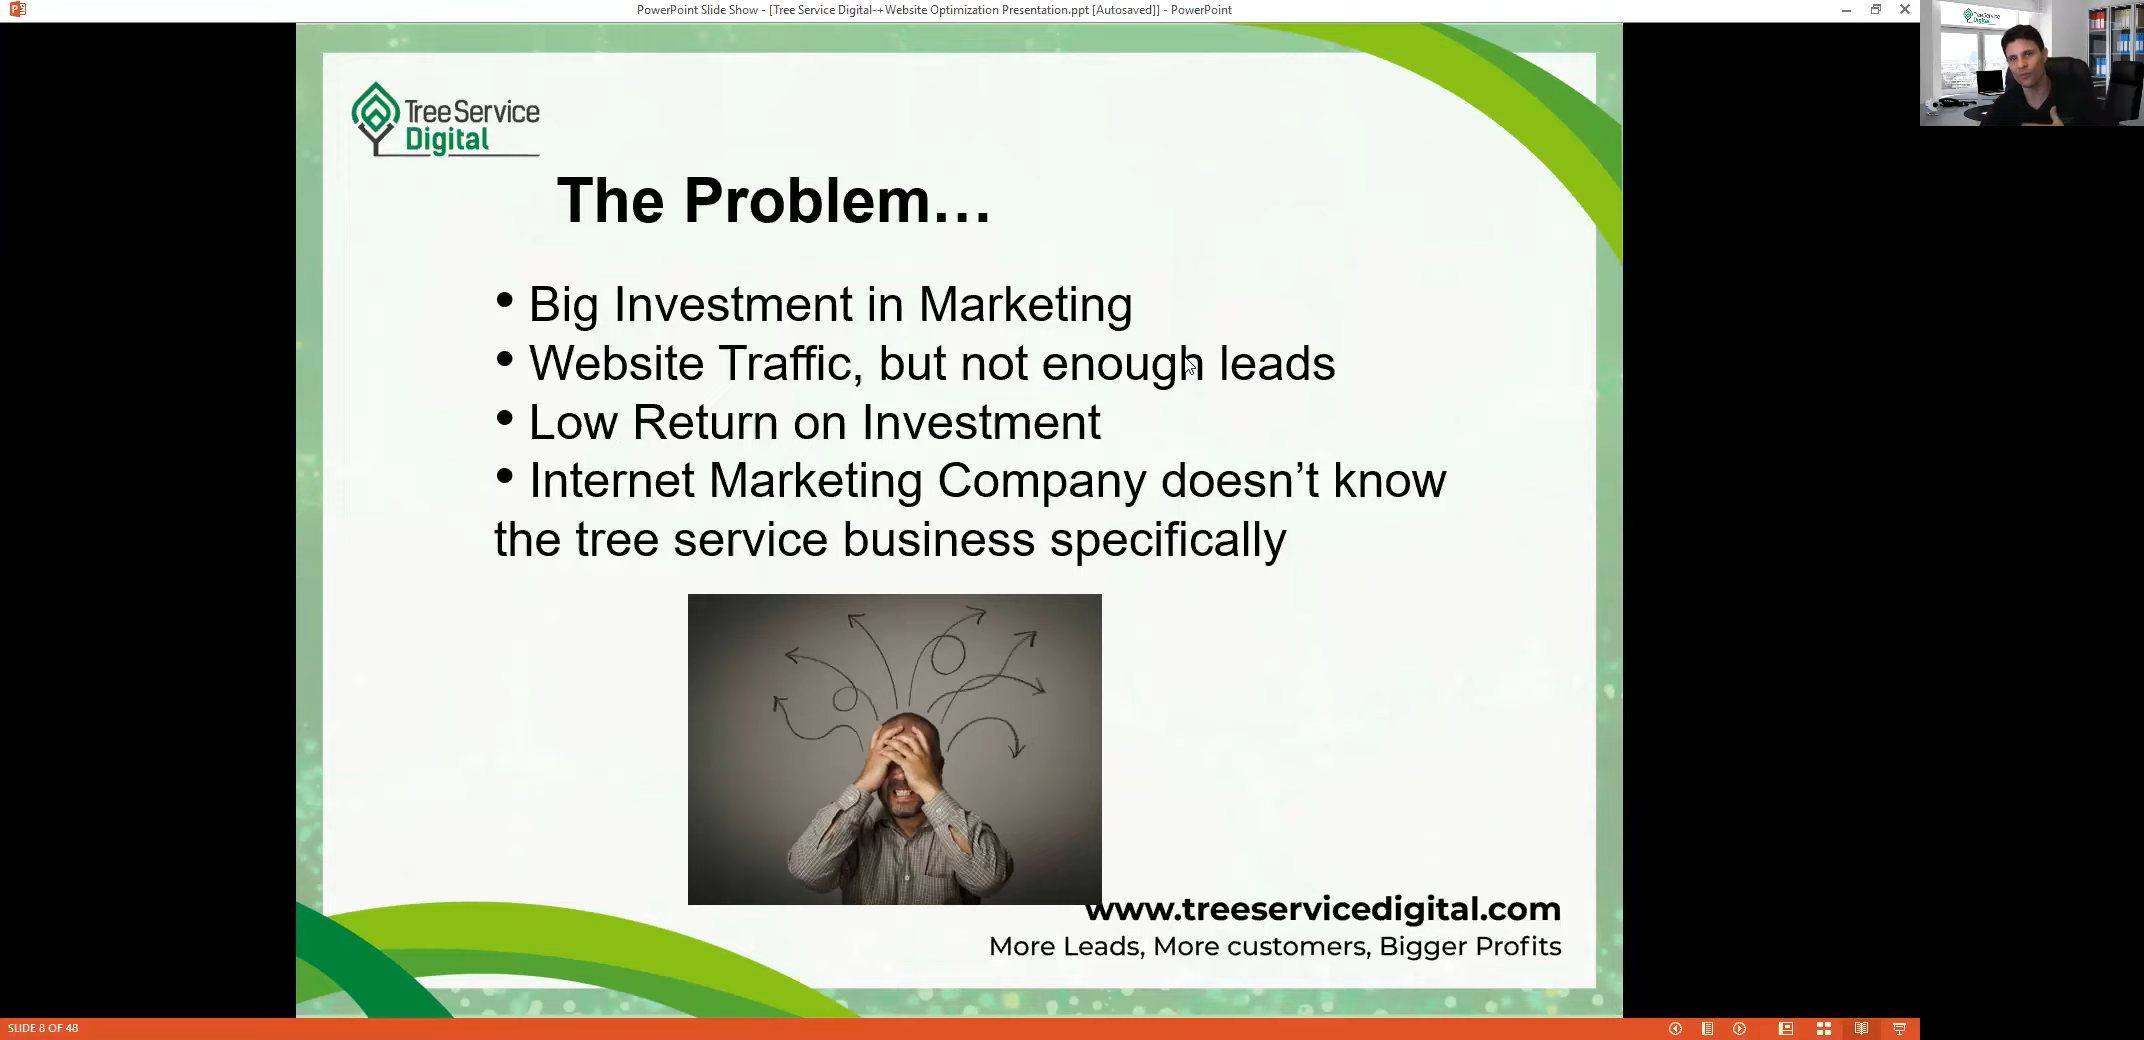 PowerPoint Slide Show - [Tree Service Digital-+Website Optimization Presentation.ppt [Autosaved]] - PowerPoint
TreeService
Digital
Tree Service
Digital
The Problem…
• Big Investment in Marketing
• Website Traffic, but not enough leads
• Low Return on Investment
• Internet Marketing Company doesn’t know
the tree service business specifically
www.treeservicedigital.com
More Leads, More customers, Bigger Profits
SLIDE 8 OF 48